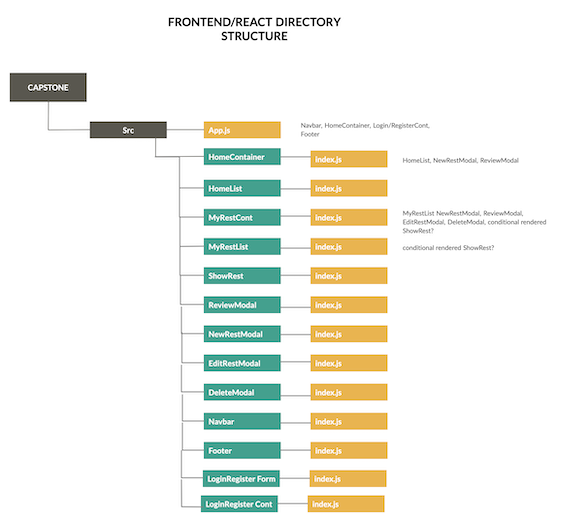 FRONTEND/REACT DIRECTORY
STRUCTURE
CAPSTONE
Src
App.js
Navbar, HomeContainer, Login/RegisterCont,
Footer
HomeContainer
index.js
HomeList, NewRestModal, ReviewModal
HomeList
index.js
MyRestCont
index.js
MyRestList NewRestModal, ReviewModal,
EditRestModal, DeleteModal, conditional rendered
ShowRest?
MyRestList
index.js
conditional rendered ShowRest?
ShowRest
index.js
ReviewModal
index.js
NewRestModal
index.js
EditRestModal
index.js
DeleteModal
index.js
Navbar
index.js
Footer
index.js
LoginRegister Form
index.js
LoginRegister Cont
index.js